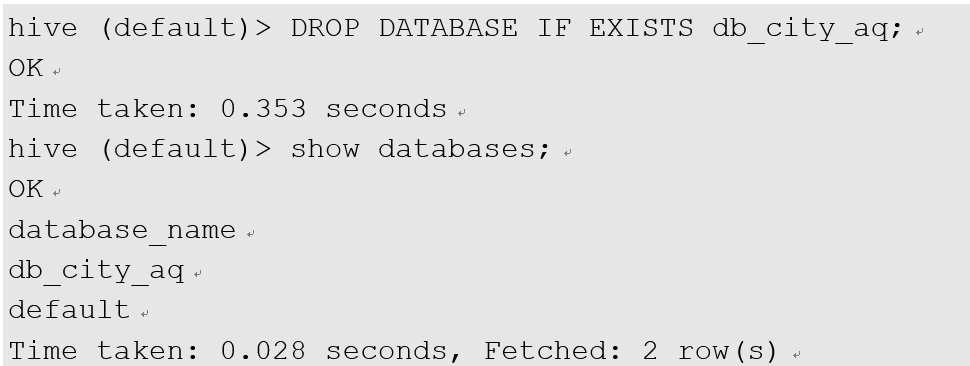 hive (default)> DROP DATABASE IF EXISTS db_city_aq;
OK
Time taken: 0.353 seconds
hive (default)> show databases;
OK
database_name
db_city_aq
default
Time taken: 0.028 seconds, Fetched: 2 row(s)